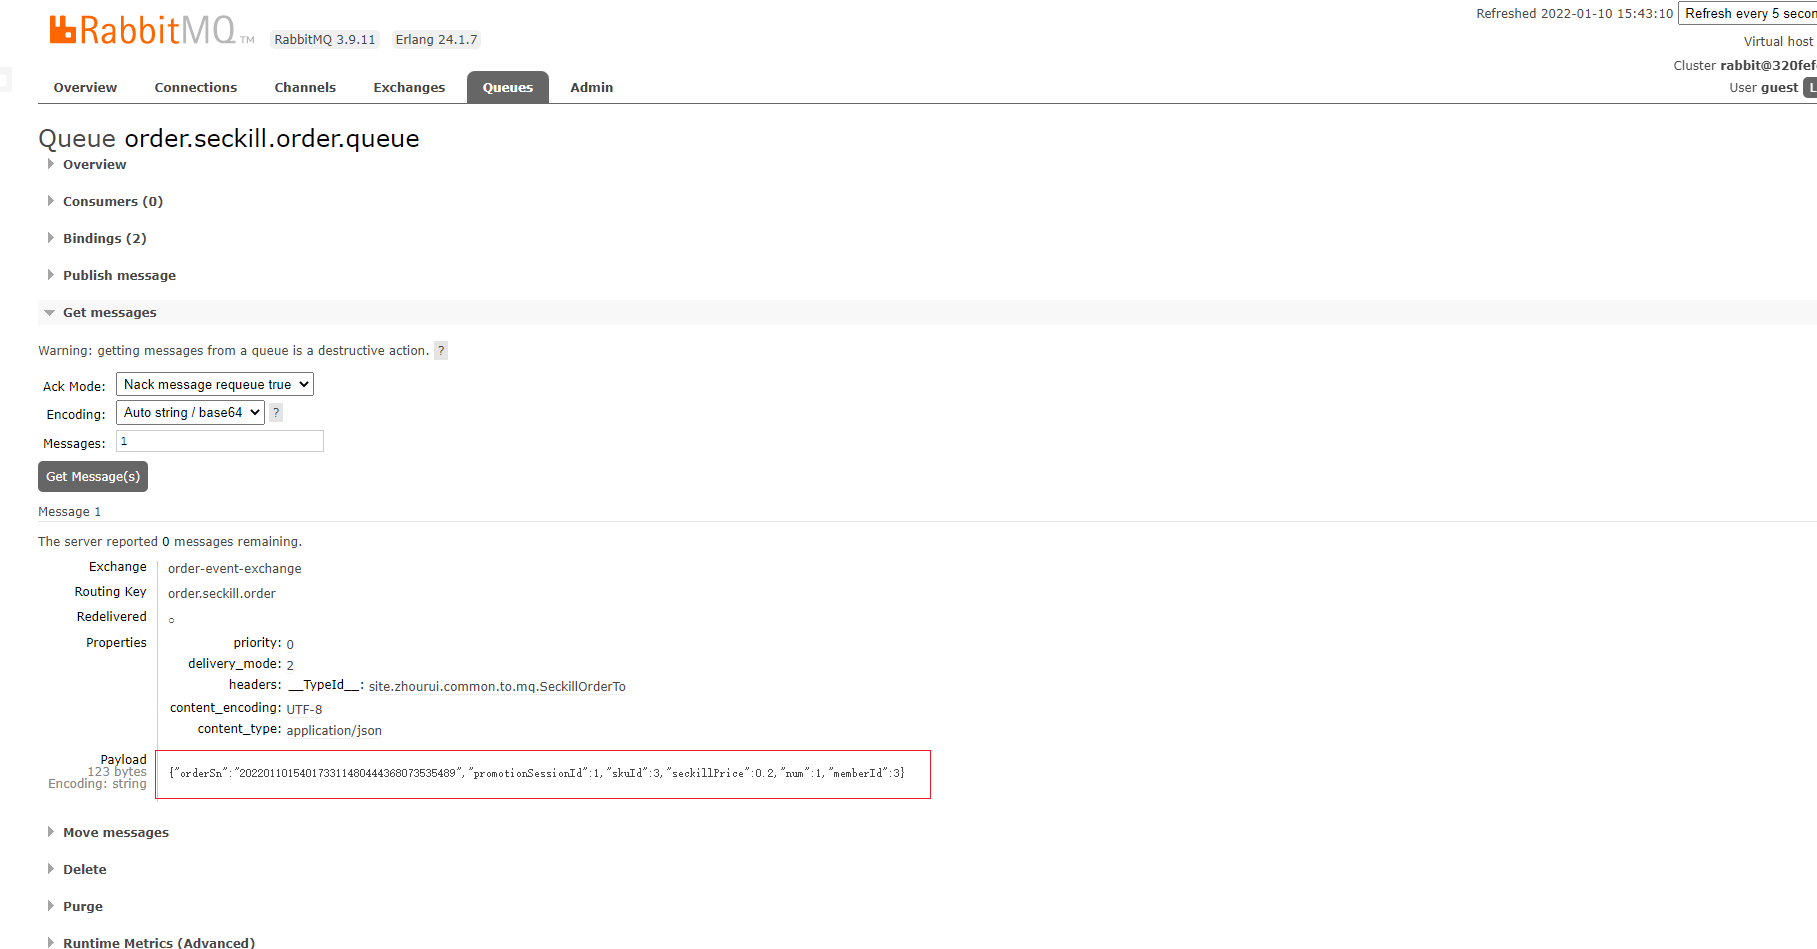 Refreshed 2022-01-10 15:43:10 Refresh every 5 secon
RabbitMQ TM RabbitMQ 3.9.11 Erlang 24.1.7
Virtual host
Cluster rabbit@320fef
User guest L
Overview Connections Channels Exchanges Queues Admin
Queue order.seckill.order.queue
Overview
Consumers (0)
Bindings (2)
Publish message
Get messages
Warning: getting messages from a queue is a destructive action. ?
Ack Mode: Nack message requeue true
Encoding: Auto string / base64 ?
Messages: 1
Get Message(s)
Message 1
The server reported 0 messages remaining.
Exchange order-event-exchange
Routing Key order.seckill.order
Redelivered ○
Properties priority: 0
delivery_mode: 2
headers: __TypeId__: site.zhourui.common.to.mq.SeckillOrderTo
content_encoding: UTF-8
content_type: application/json
Payload
123 bytes
Encoding: string
{"orderSn":"202201101540173311480444368073535489","promotionSessionId":1,"skuId":3,"seckillPrice":0.2,"num":1,"memberId":3}
Move messages
Delete
Purge
Runtime Metrics (Advanced)